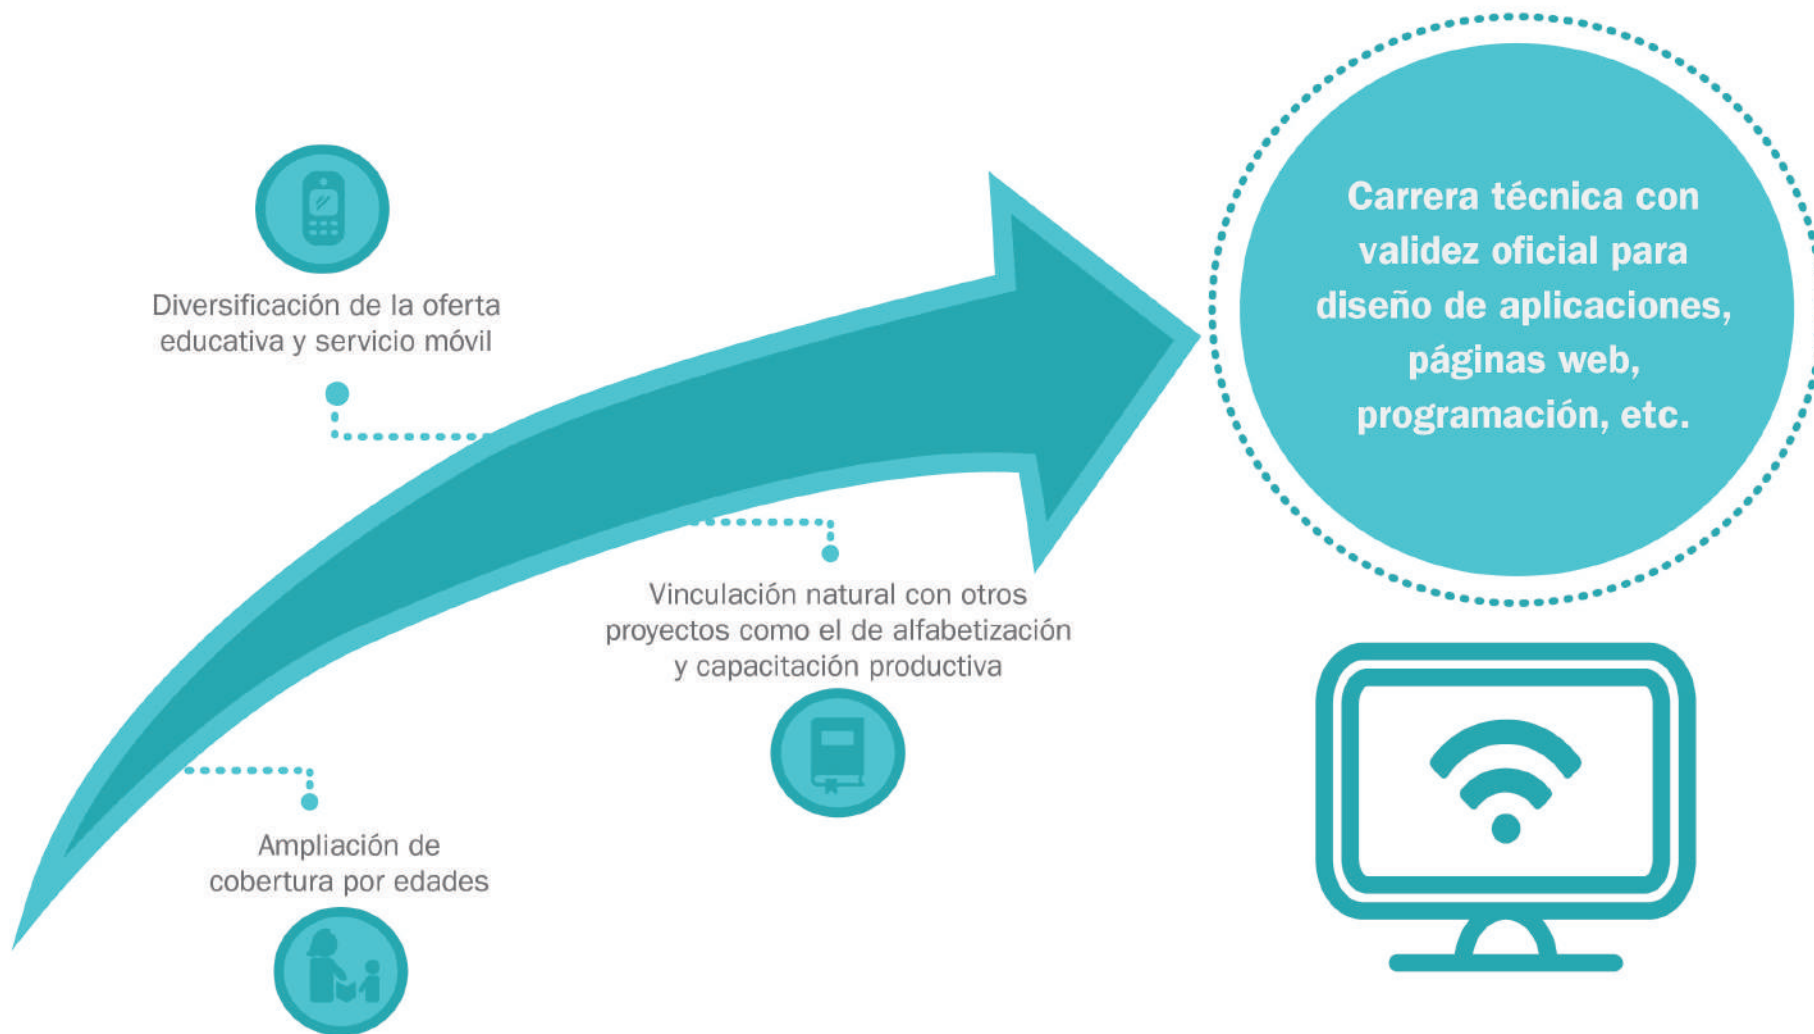 Diversificación de la oferta
educativa y servicio móvil
Vinculación natural con otros
proyectos como el de alfabetización
y capacitación productiva
Ampliación de
cobertura por edades
Carrera técnica con
validez oficial para
diseño de aplicaciones,
páginas web,
programación, etc.